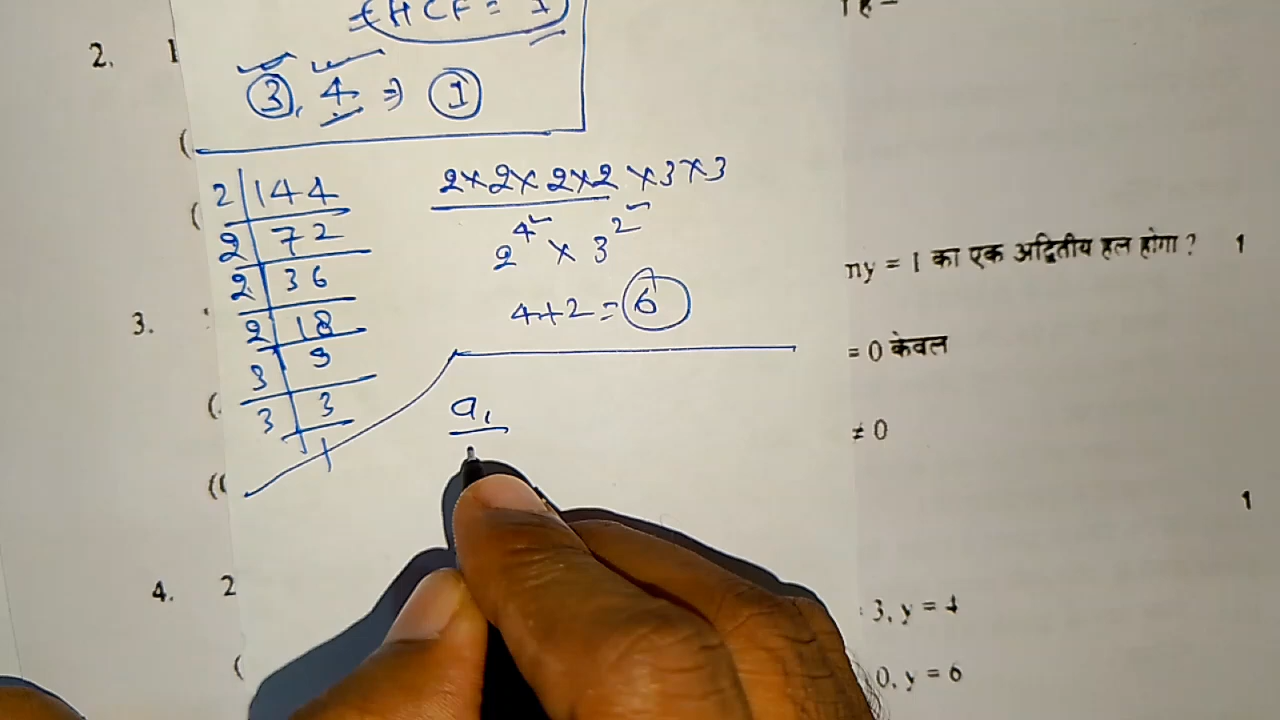 HCF = 1
2. 1
3, 4 ⇒ 1
2 | 144
2 | 72
2 | 36
2 | 18
3 | 9
3 | 3
1
2×2×2×2×3×3
2⁴ × 3²
4+2 = 6
a₁
3.
ny = 1 का एक अद्वितीय हल होगा ? 1
= 0 केवल
≠ 0
1
4. 2
3, y = 4
0, y = 6